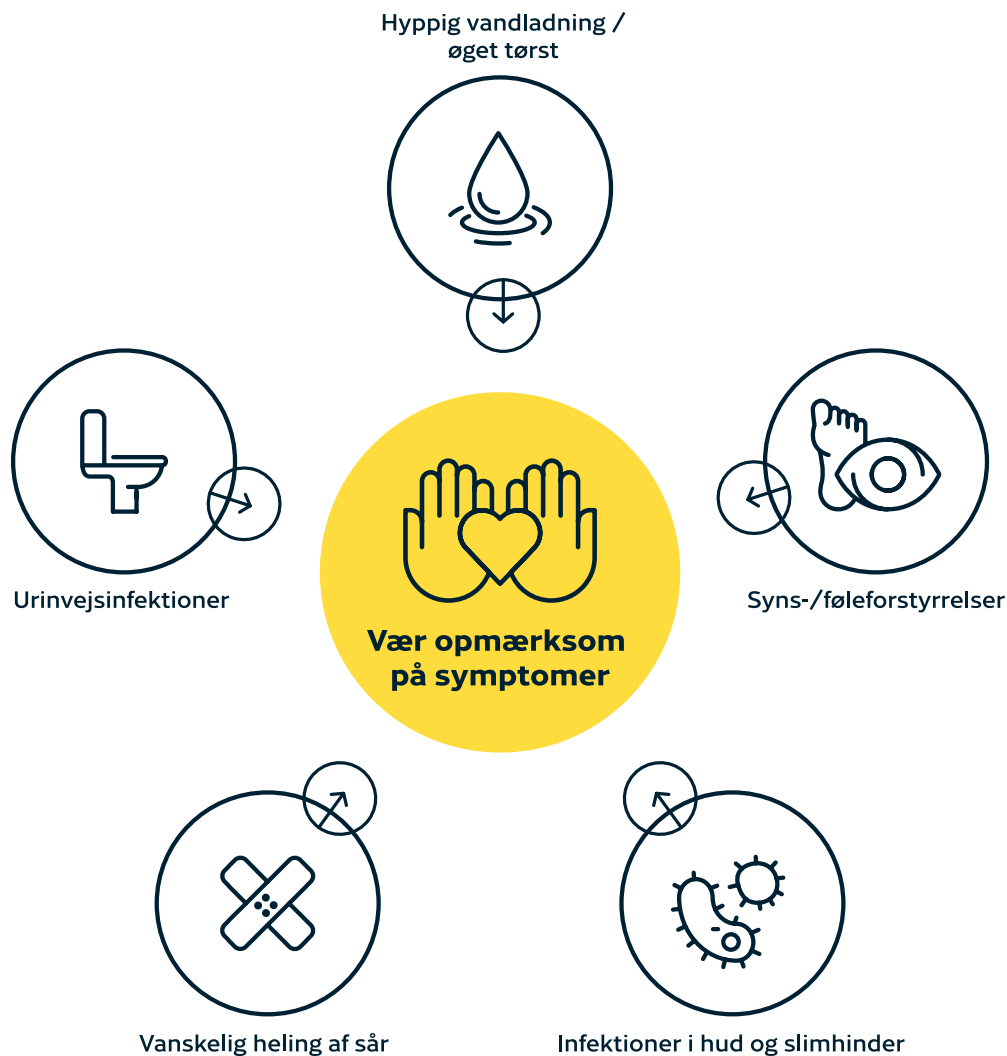 Hyppig vandladning /
øget tørst
Urinvejsinfektioner
Syns-/føleforstyrrelser
Vær opmærksom
på symptomer
Vanskelig heling af sår
Infektioner i hud og slimhinder